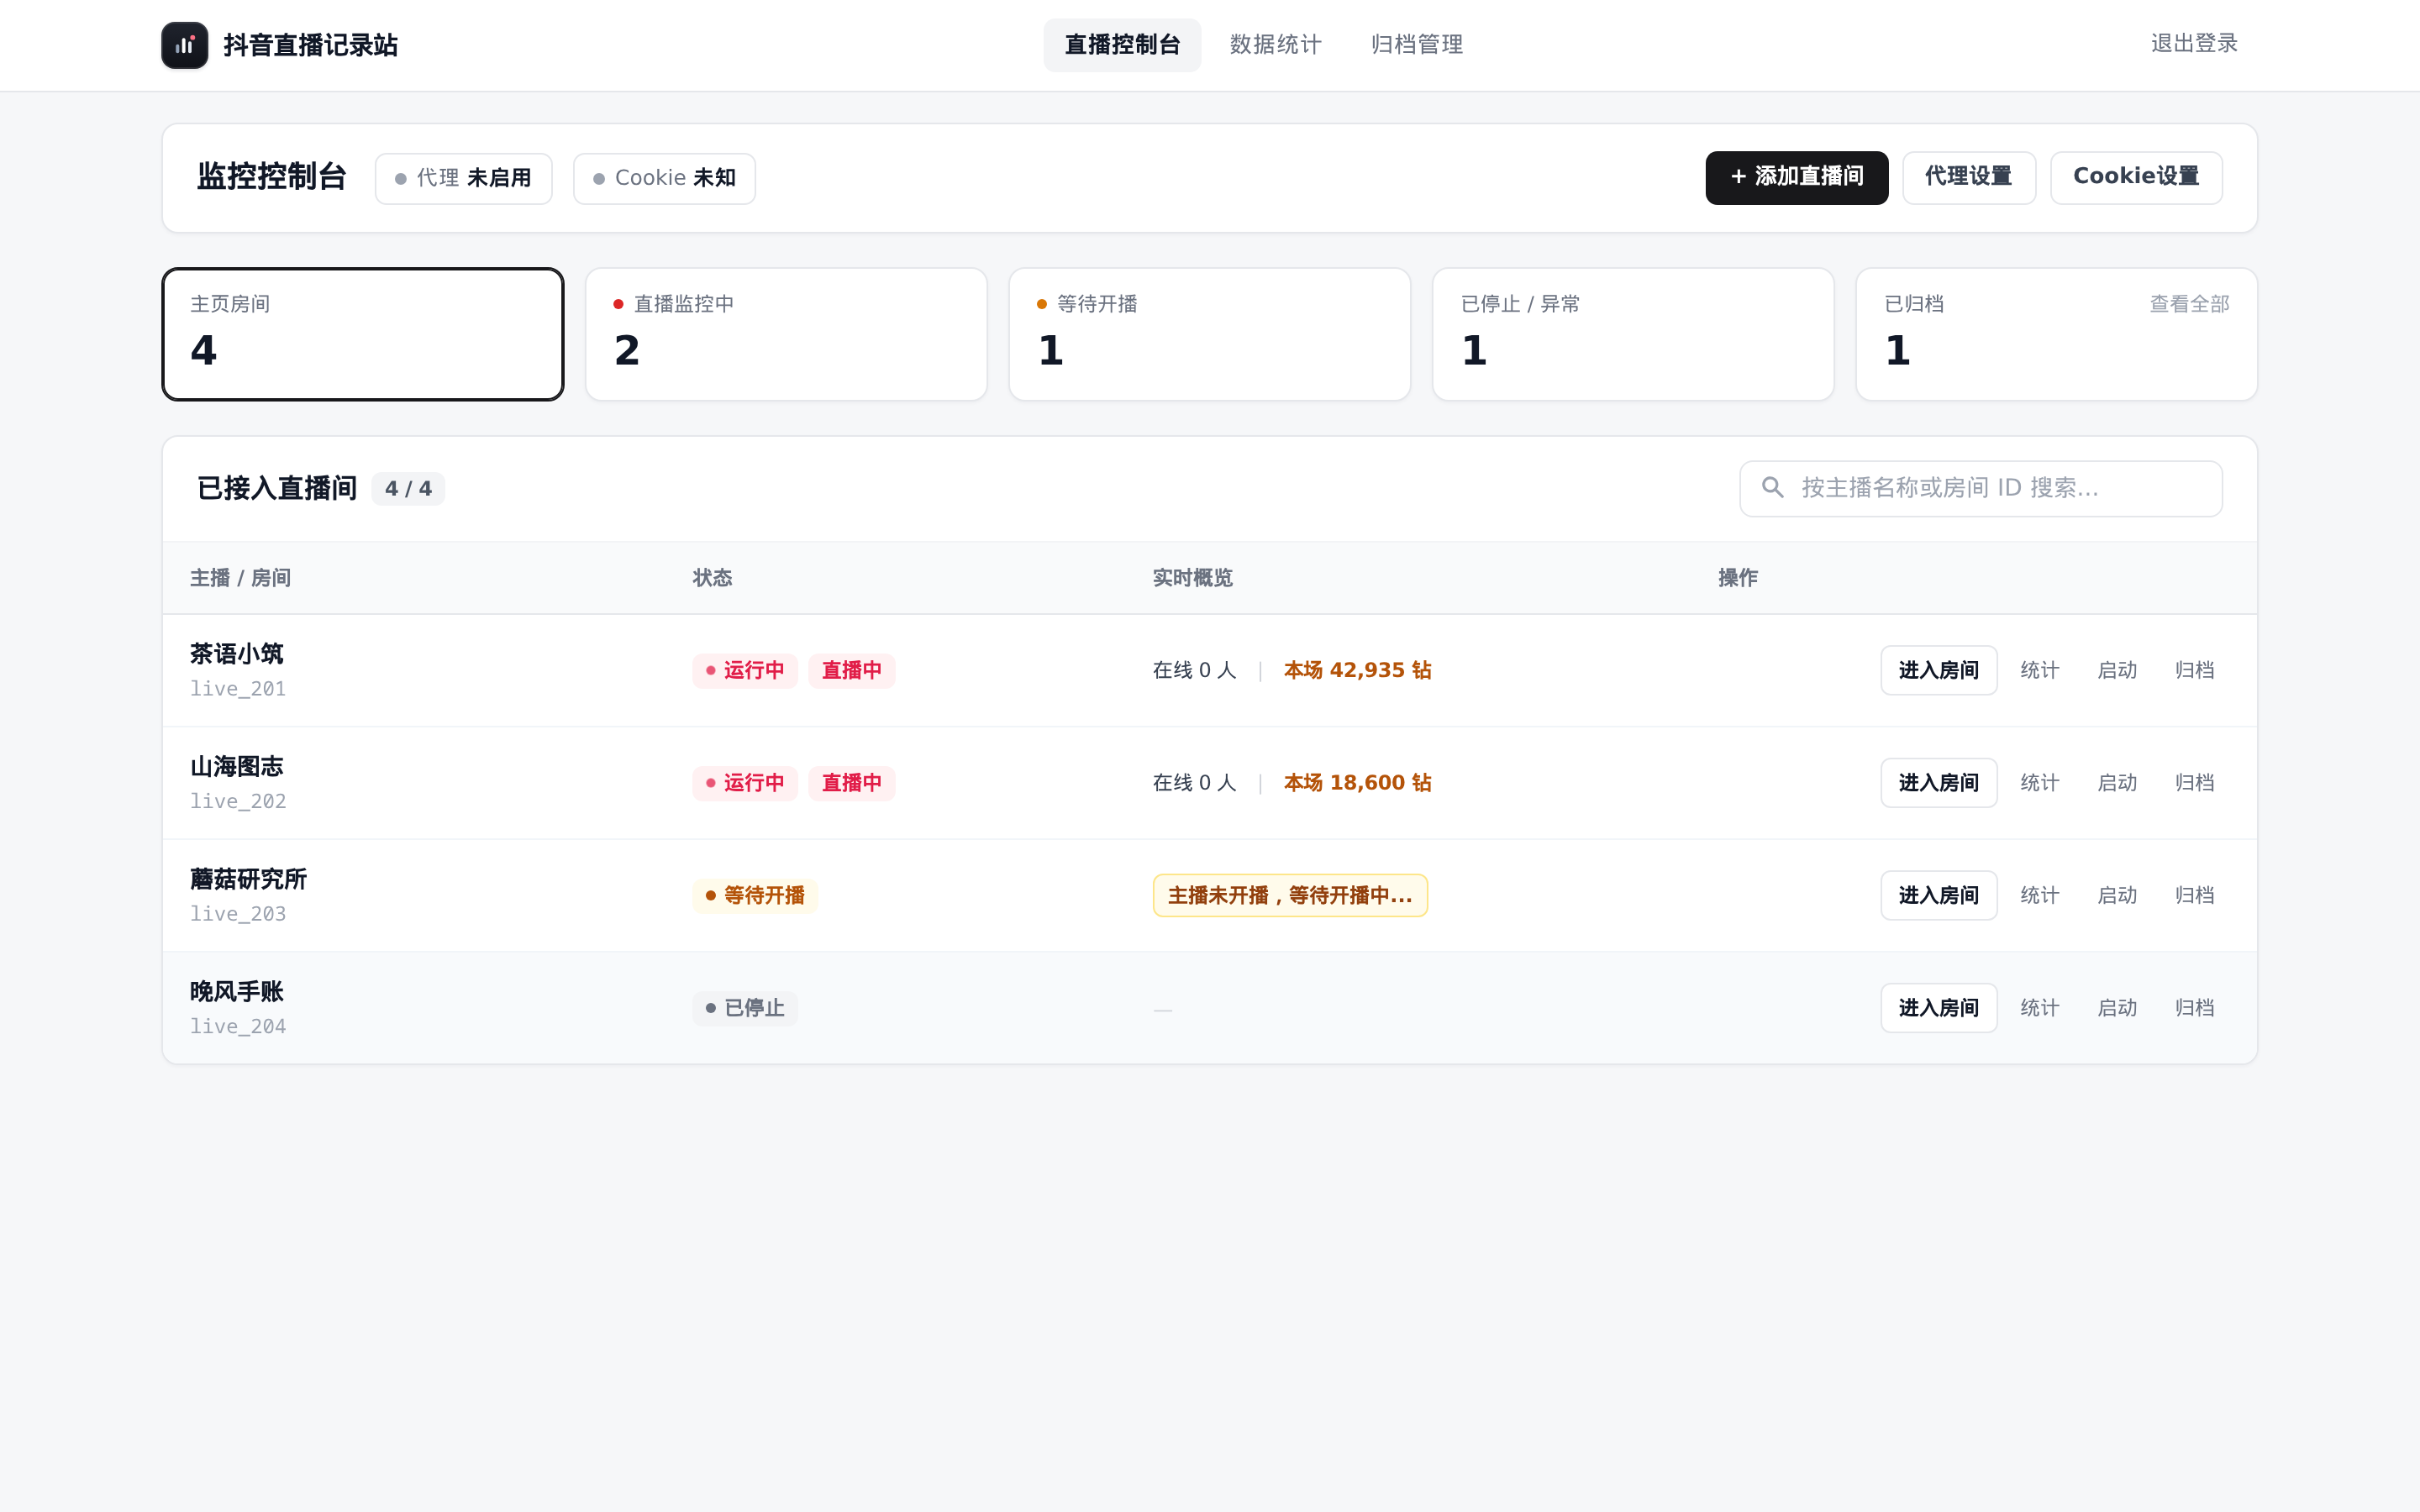 抖音直播记录站
直播控制台 数据统计 归档管理
退出登录
监控控制台 代理 未启用 Cookie 未知
+ 添加直播间 代理设置 Cookie设置
主页房间
4
直播监控中
2
等待开播
1
已停止 / 异常
1
已归档 查看全部
1
已接入直播间 4 / 4
按主播名称或房间 ID 搜索...
主播 / 房间 状态 实时概览 操作
茶语小筑
live_201
运行中 直播中 在线 0 人 | 本场 42,935 钻 进入房间 统计 启动 归档
山海图志
live_202
运行中 直播中 在线 0 人 | 本场 18,600 钻 进入房间 统计 启动 归档
蘑菇研究所
live_203
等待开播 主播未开播，等待开播中... 进入房间 统计 启动 归档
晚风手账
live_204
已停止 — 进入房间 统计 启动 归档